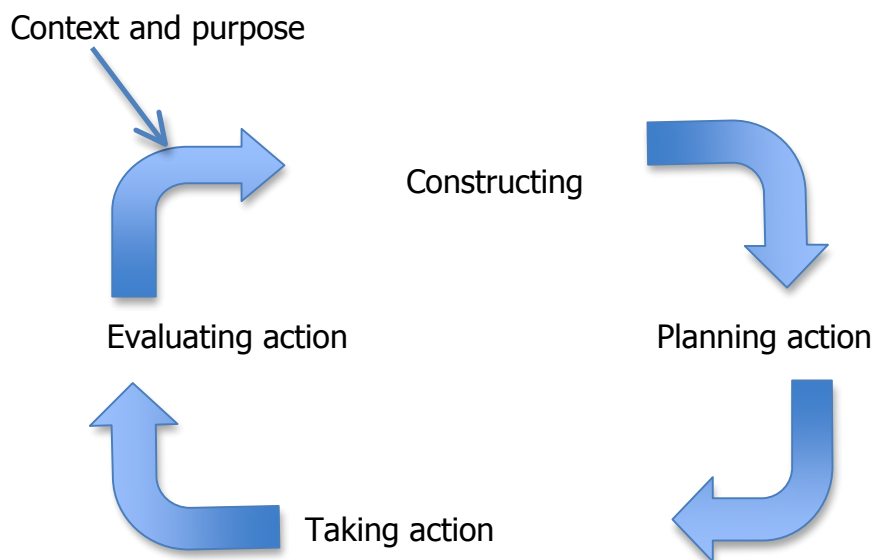 Context and purpose
Constructing
Evaluating action
Planning action
Taking action